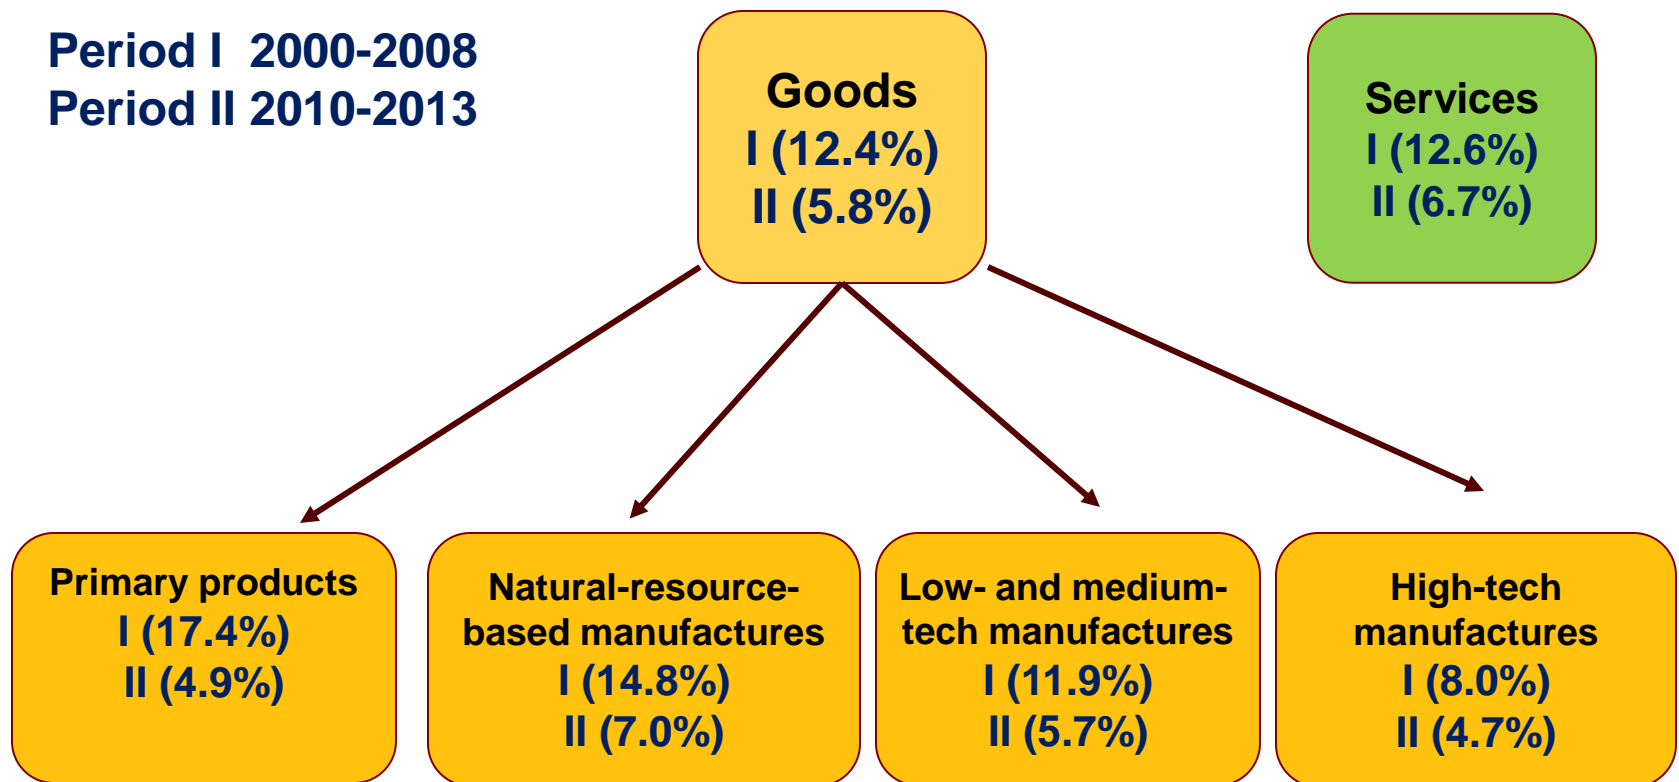 Period I 2000-2008
Period II 2010-2013
Goods
I (12.4%)
II (5.8%)
Services
I (12.6%)
II (6.7%)
Primary products
I (17.4%)
II (4.9%)
Natural-resource-
based manufactures
I (14.8%)
II (7.0%)
Low- and medium-
tech manufactures
I (11.9%)
II (5.7%)
High-tech
manufactures
I (8.0%)
II (4.7%)